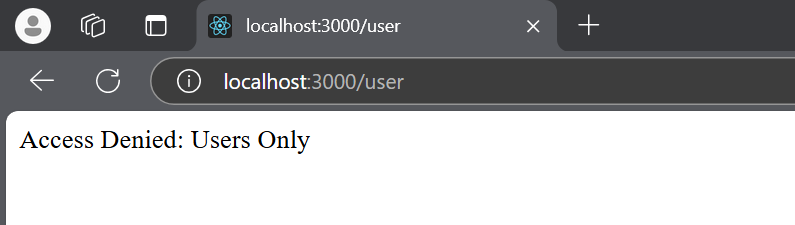 localhost:3000/user
localhost:3000/user
Access Denied: Users Only